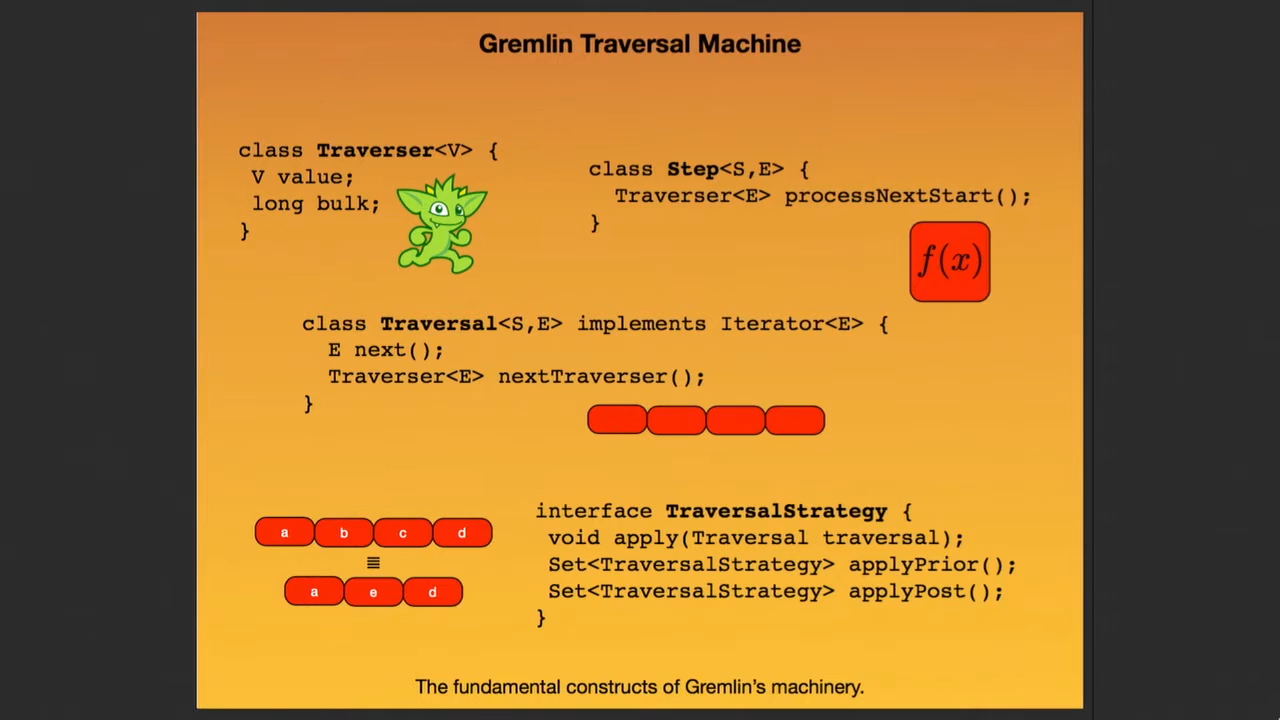 Gremlin Traversal Machine
class Traverser<V> {
V value;
long bulk;
}
class Step<S,E> {
Traverser<E> processNextStart();
}
f(x)
class Traversal<S,E> implements Iterator<E> {
E next();
Traverser<E> nextTraverser();
}
a b c d
≡
a e d
interface TraversalStrategy {
void apply(Traversal traversal);
Set<TraversalStrategy> applyPrior();
Set<TraversalStrategy> applyPost();
}
The fundamental constructs of Gremlin's machinery.